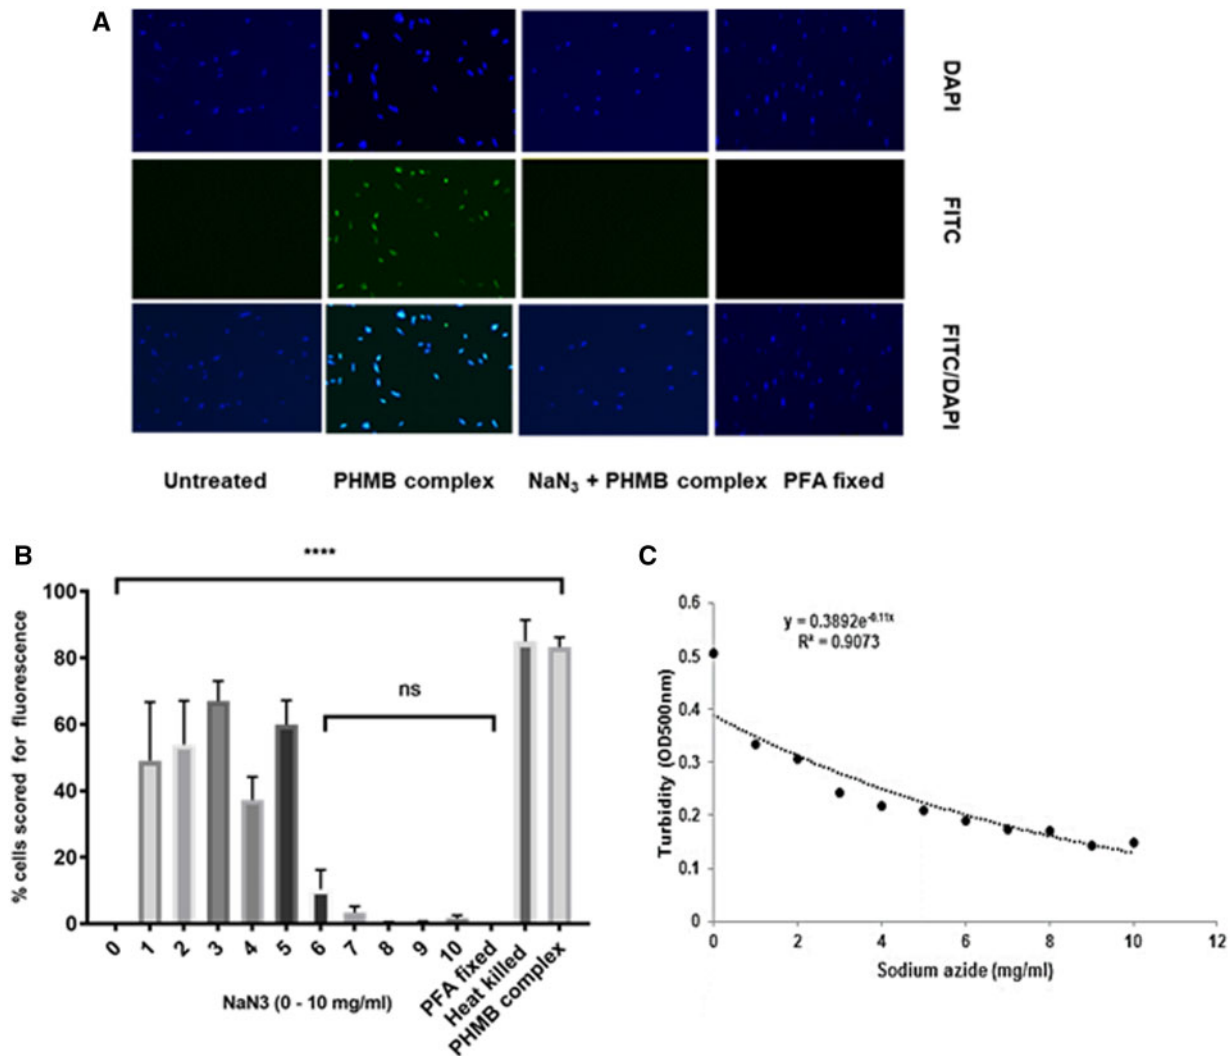 A
DAPI
FITC
FITC/DAPI
Untreated PHMB complex NaN₃ + PHMB complex PFA fixed
B
****
ns
% cells scored for fluorescence
100
80
60
40
20
0
0 1 2 3 4 5 6 7 8 9 10 PFA fixed Heat killed PHMB complex
NaN3 (0 - 10 mg/ml)
C
y = 0.3892e⁻⁰·¹¹ˣ
R² = 0.9073
Turbidity (OD500nm)
0.6
0.5
0.4
0.3
0.2
0.1
0
0 2 4 6 8 10 12
Sodium azide (mg/ml)